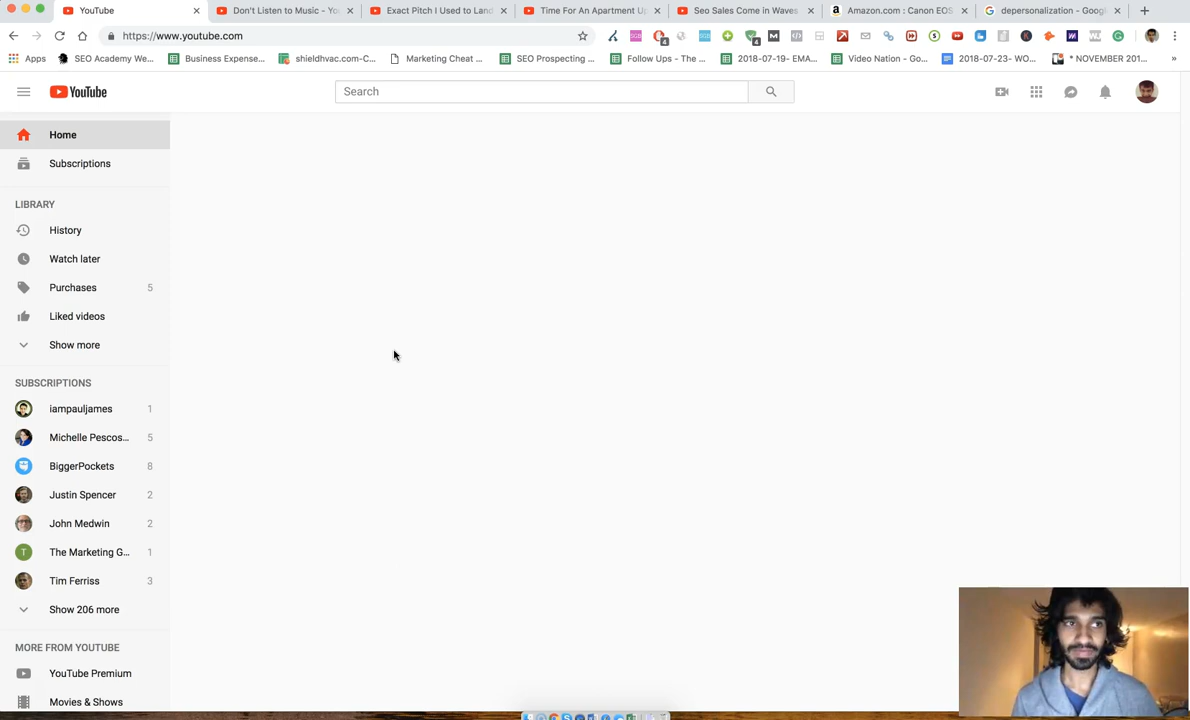 YouTube
Don't Listen to Music - Yo
Exact Pitch I Used to Land
Time For An Apartment U
Seo Sales Come in Waves
Amazon.com : Canon EOS
depersonalization - Goog
https://www.youtube.com
Apps
SEO Academy We...
Business Expense...
shieldhvac.com-C...
Marketing Cheat ...
SEO Prospecting ...
Follow Ups - The ...
2018-07-19- EMA...
Video Nation - Go...
2018-07-23- WO...
* NOVEMBER 201...
»
YouTube
Search
Home
Subscriptions
LIBRARY
History
Watch later
Purchases 5
Liked videos
Show more
SUBSCRIPTIONS
iampauljames 1
Michelle Pescos... 5
BiggerPockets 8
Justin Spencer 2
John Medwin 2
T The Marketing G... 1
Tim Ferriss 3
Show 206 more
MORE FROM YOUTUBE
YouTube Premium
Movies & Shows